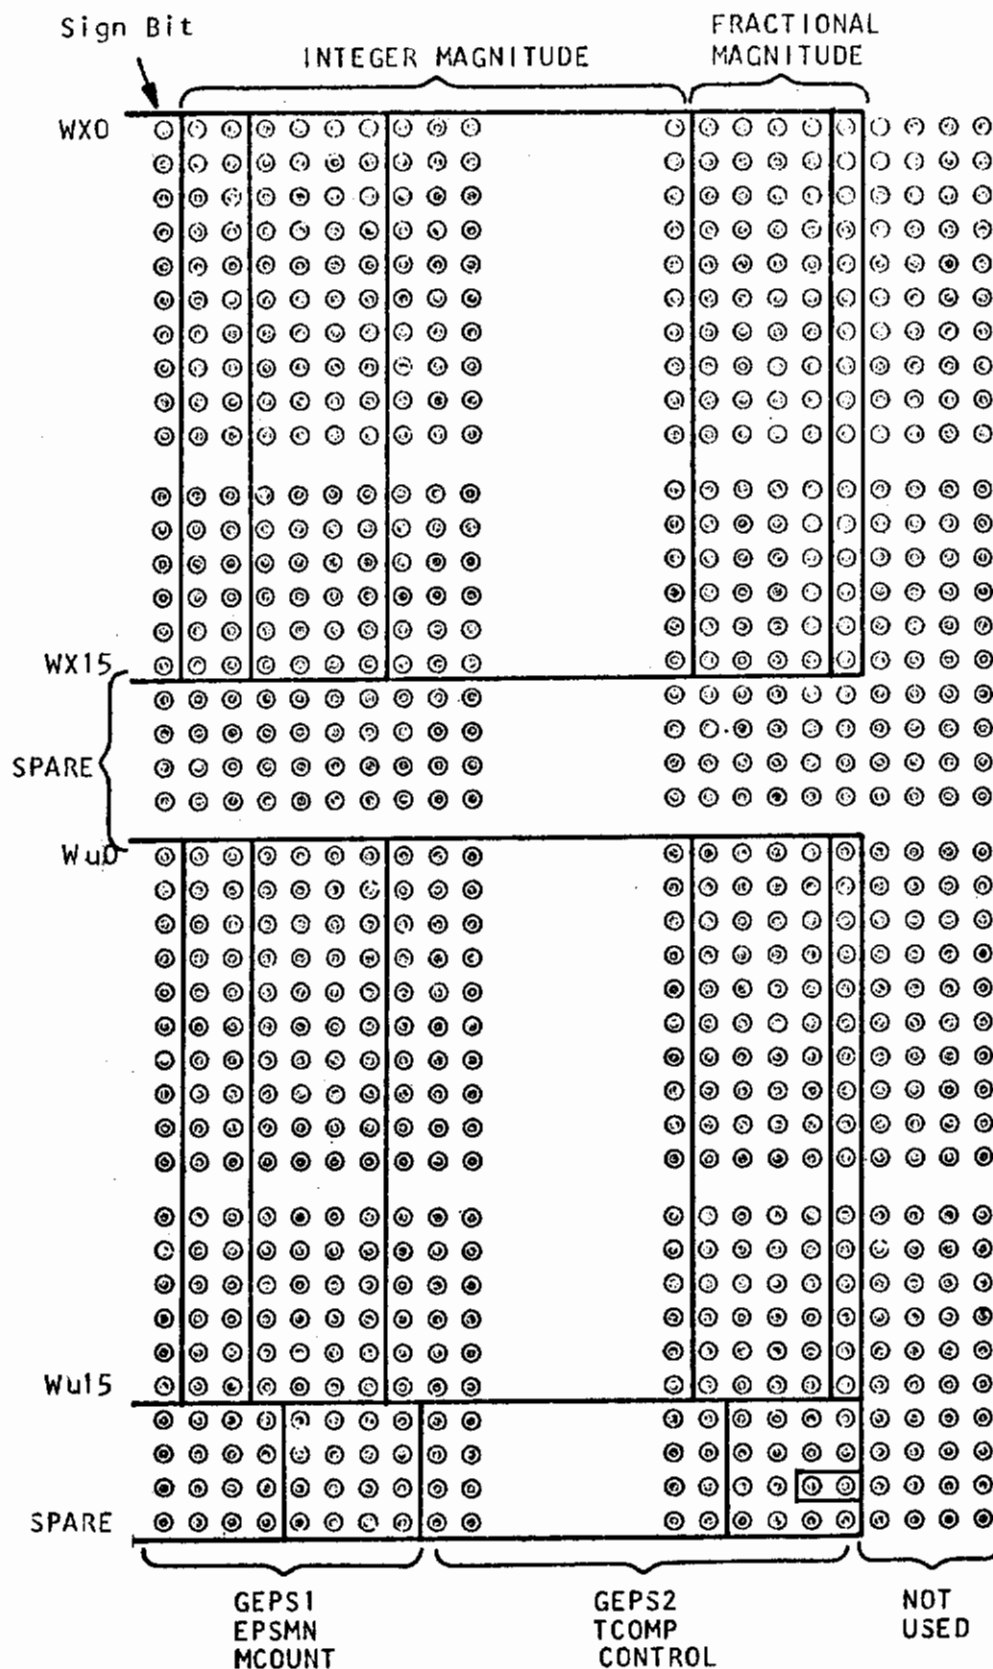 Sign Bit
INTEGER MAGNITUDE
FRACTIONAL
MAGNITUDE
WX0
WX15
SPARE
Wu0
Wu15
SPARE
GEPS1
EPSMN
MCOUNT
GEPS2
TCOMP
CONTROL
NOT
USED